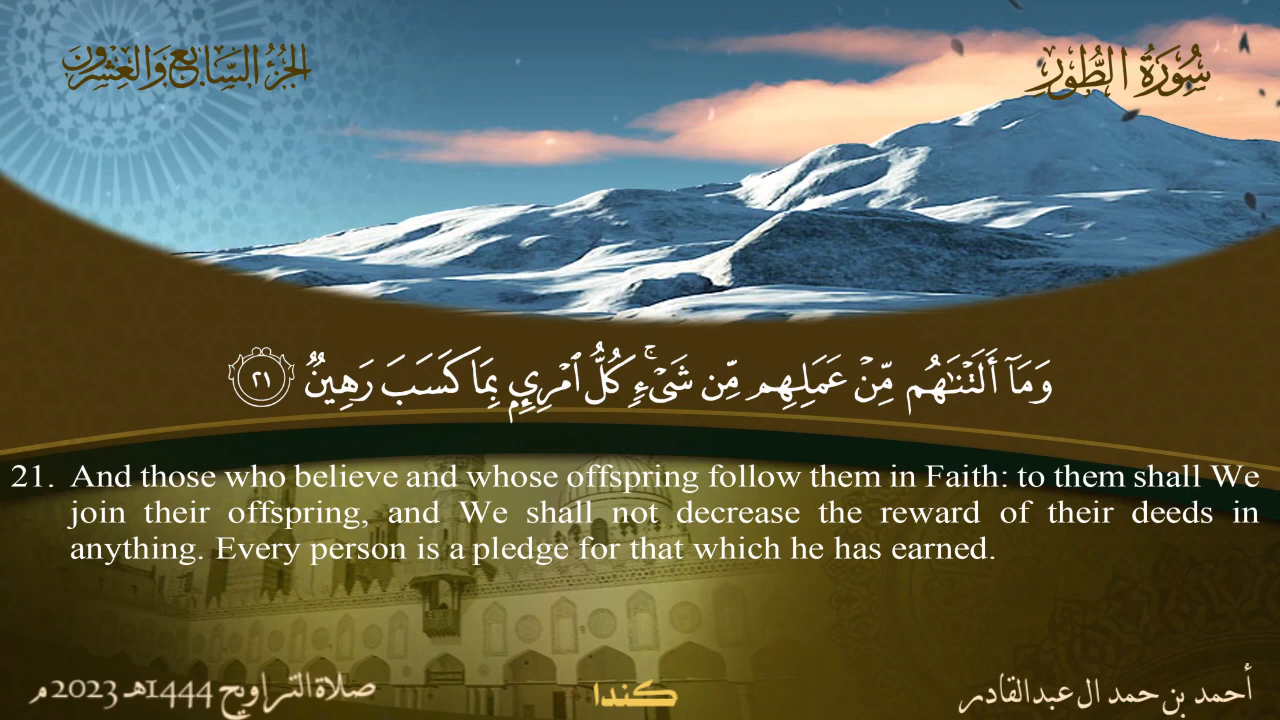 سُورَةُ الطُّورِ
الجُزْءُ السَّابِعُ وَالعِشْرُونَ
وَمَآ أَلَتْنَٰهُم مِّنْ عَمَلِهِم مِّن شَىْءٍۚ كُلُّ ٱمْرِئٍۭ بِمَا كَسَبَ رَهِينٌ ٢١
21. And those who believe and whose offspring follow them in Faith: to them shall We
join their offspring, and We shall not decrease the reward of their deeds in
anything. Every person is a pledge for that which he has earned.
أحمد بن حمد ال عبدالقادر
كندا
صلاة التراويح 1444هـ 2023م